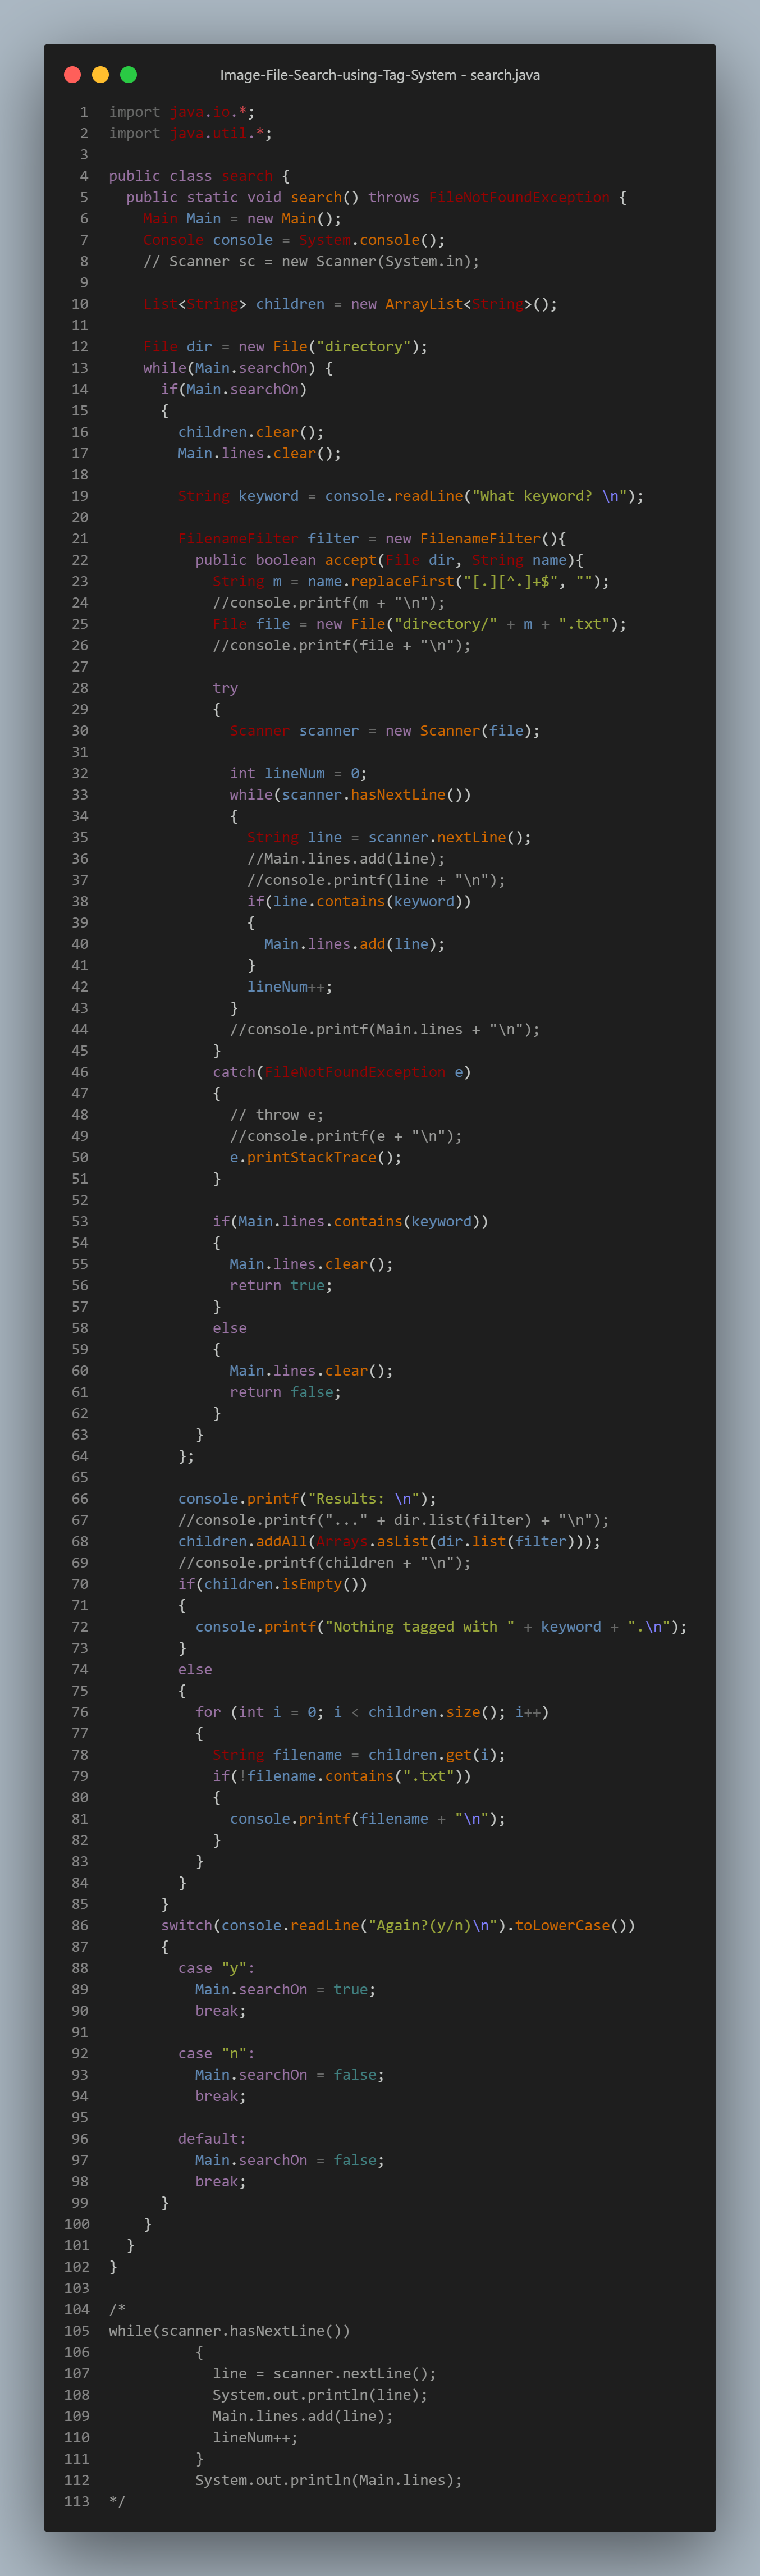 Image-File-Search-using-Tag-System - search.java
1 import java.io.*;
2 import java.util.*;
3
4 public class search {
5   public static void search() throws FileNotFoundException {
6     Main Main = new Main();
7     Console console = System.console();
8     // Scanner sc = new Scanner(System.in);
9
10     List<String> children = new ArrayList<String>();
11
12     File dir = new File("directory");
13     while(Main.searchOn) {
14       if(Main.searchOn)
15       {
16         children.clear();
17         Main.lines.clear();
18
19         String keyword = console.readLine("What keyword? \n");
20
21         FilenameFilter filter = new FilenameFilter(){
22           public boolean accept(File dir, String name){
23             String m = name.replaceFirst("[.][^.]+$", "");
24             //console.printf(m + "\n");
25             File file = new File("directory/" + m + ".txt");
26             //console.printf(file + "\n");
27
28             try
29             {
30               Scanner scanner = new Scanner(file);
31
32               int lineNum = 0;
33               while(scanner.hasNextLine())
34               {
35                 String line = scanner.nextLine();
36                 //Main.lines.add(line);
37                 //console.printf(line + "\n");
38                 if(line.contains(keyword))
39                 {
40                   Main.lines.add(line);
41                 }
42                 lineNum++;
43               }
44               //console.printf(Main.lines + "\n");
45             }
46             catch(FileNotFoundException e)
47             {
48               // throw e;
49               //console.printf(e + "\n");
50               e.printStackTrace();
51             }
52
53             if(Main.lines.contains(keyword))
54             {
55               Main.lines.clear();
56               return true;
57             }
58             else
59             {
60               Main.lines.clear();
61               return false;
62             }
63           }
64         };
65
66         console.printf("Results: \n");
67         //console.printf("..." + dir.list(filter) + "\n");
68         children.addAll(Arrays.asList(dir.list(filter)));
69         //console.printf(children + "\n");
70         if(children.isEmpty())
71         {
72           console.printf("Nothing tagged with " + keyword + ".\n");
73         }
74         else
75         {
76           for (int i = 0; i < children.size(); i++)
77           {
78             String filename = children.get(i);
79             if(!filename.contains(".txt"))
80             {
81               console.printf(filename + "\n");
82             }
83           }
84         }
85       }
86       switch(console.readLine("Again?(y/n)\n").toLowerCase())
87       {
88         case "y":
89           Main.searchOn = true;
90           break;
91
92         case "n":
93           Main.searchOn = false;
94           break;
95
96         default:
97           Main.searchOn = false;
98           break;
99       }
100     }
101   }
102 }
103
104 /*
105 while(scanner.hasNextLine())
106           {
107             line = scanner.nextLine();
108             System.out.println(line);
109             Main.lines.add(line);
110             lineNum++;
111           }
112           System.out.println(Main.lines);
113 */